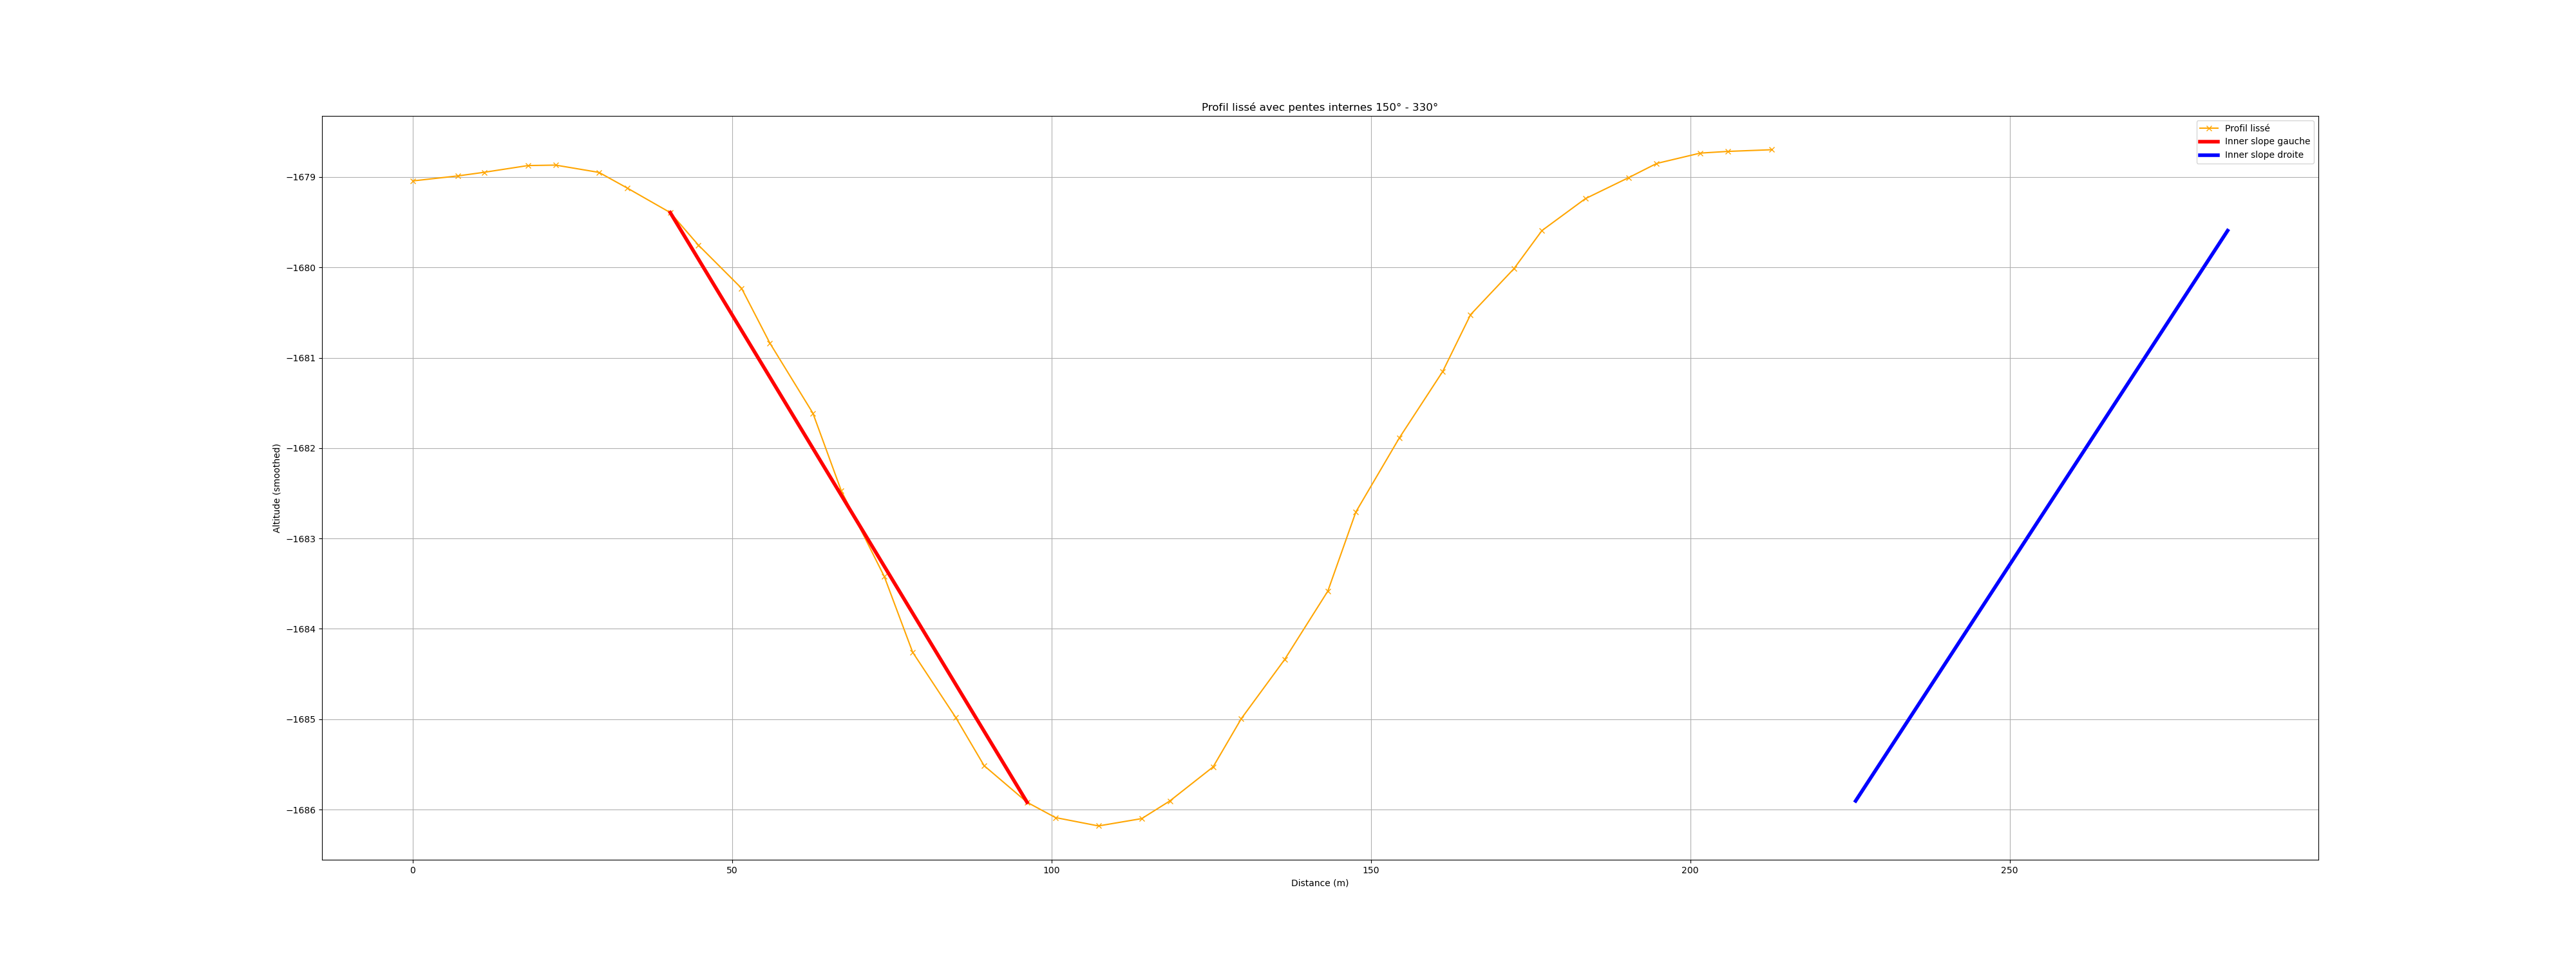 Profil lissé avec pentes internes 150° - 330°
Profil lissé
Inner slope gauche
Inner slope droite
Altitude (smoothed)
−1679
−1680
−1681
−1682
−1683
−1684
−1685
−1686
0
50
100
150
200
250
Distance (m)